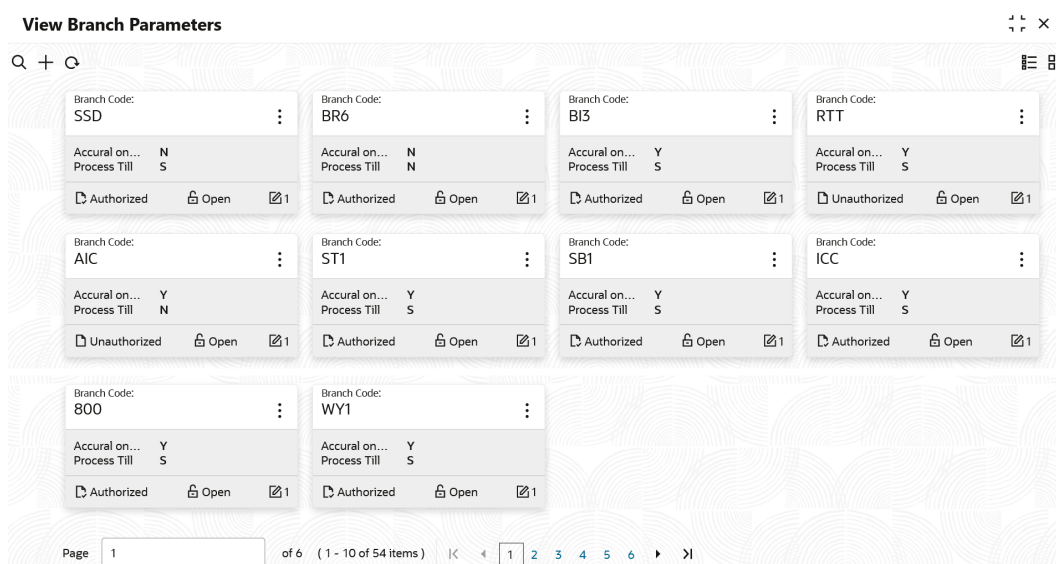 View Branch Parameters
Branch Code: Branch Code: Branch Code: Branch Code:
SSD BR6 BI3 RTT
Accural on... N Accural on... N Accural on... Y Accural on... Y
Process Till S Process Till N Process Till S Process Till S
Authorized Open 1 Authorized Open 1 Authorized Open 1 Unauthorized Open 1
Branch Code: Branch Code: Branch Code: Branch Code:
AIC ST1 SB1 ICC
Accural on... Y Accural on... Y Accural on... Y Accural on... Y
Process Till N Process Till S Process Till S Process Till S
Unauthorized Open 1 Authorized Open 1 Authorized Open 1 Authorized Open 1
Branch Code: Branch Code:
800 WY1
Accural on... Y Accural on... Y
Process Till S Process Till S
Authorized Open 1 Authorized Open 1
Page 1 of 6 ( 1 - 10 of 54 items ) 1 2 3 4 5 6